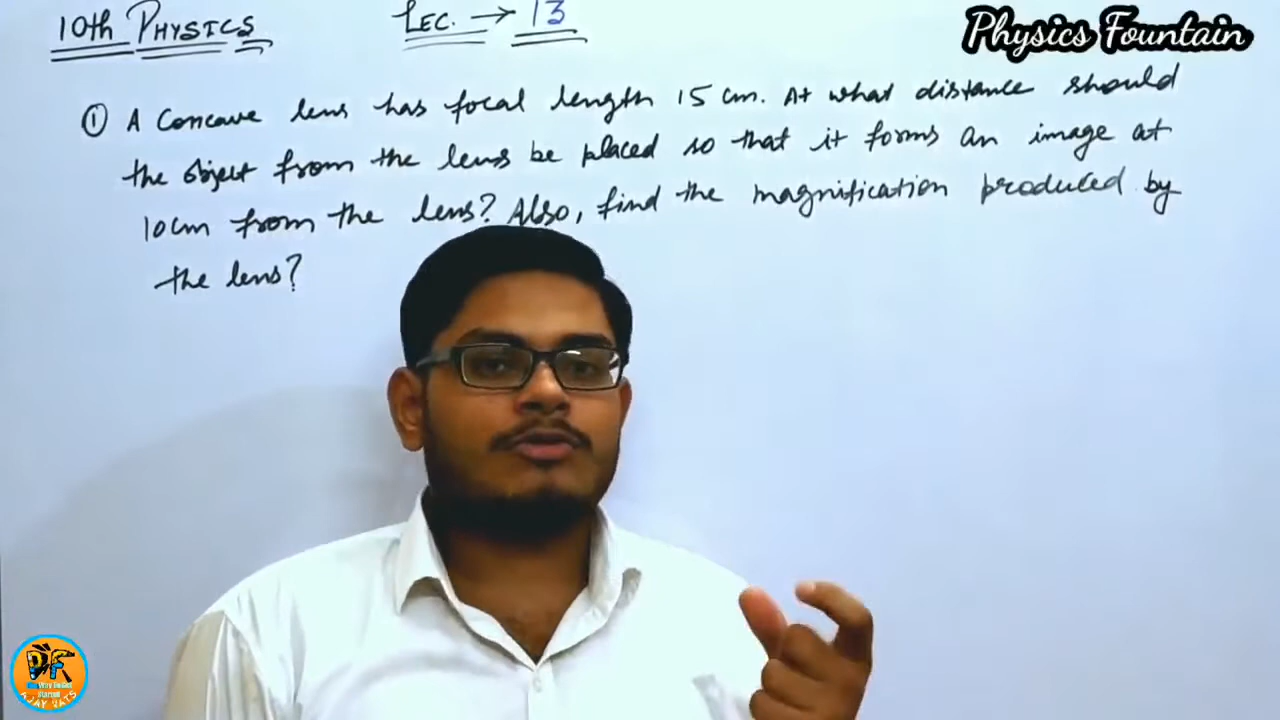 10th PHYSICS
LEC. → 13
Physics Fountain
① A concave lens has focal length 15 cm. At what distance should
the object from the lens be placed so that it forms an image at
10cm from the lens? Also, find the magnification produced by
the lens?
AJAY VATS